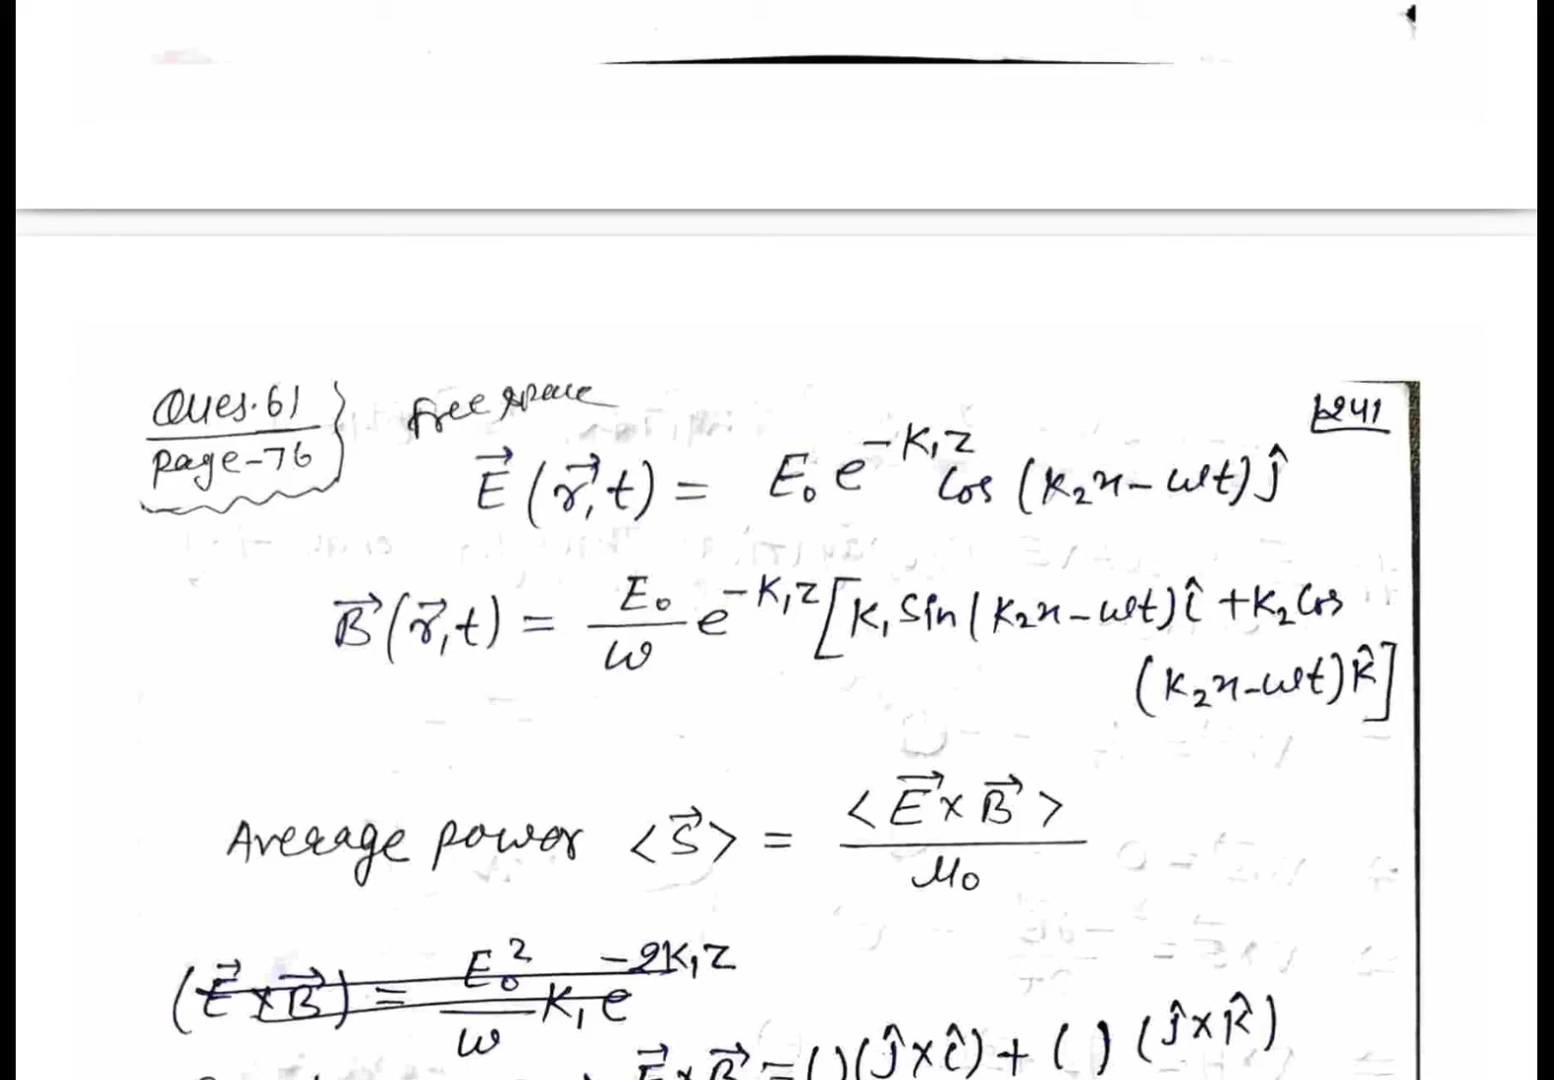 Ques.61
Page-76
free space
1241
E⃗ (r⃗,t) = E₀ e^{-K₁z} Cos (K₂x - ωt) ĵ
B⃗ (r⃗,t) = E₀/ω e^{-K₁z} [K₁ Sin (K₂x - ωt) î + K₂ Cos
(K₂x - ωt) k̂]
Average power <S⃗> = <E⃗ x B⃗> / μ₀
(E⃗ x B⃗) = E₀²/ω K₁ e^{-2K₁z}
E⃗ x B⃗ = ( ) (ĵ x î) + ( ) (ĵ x k̂)